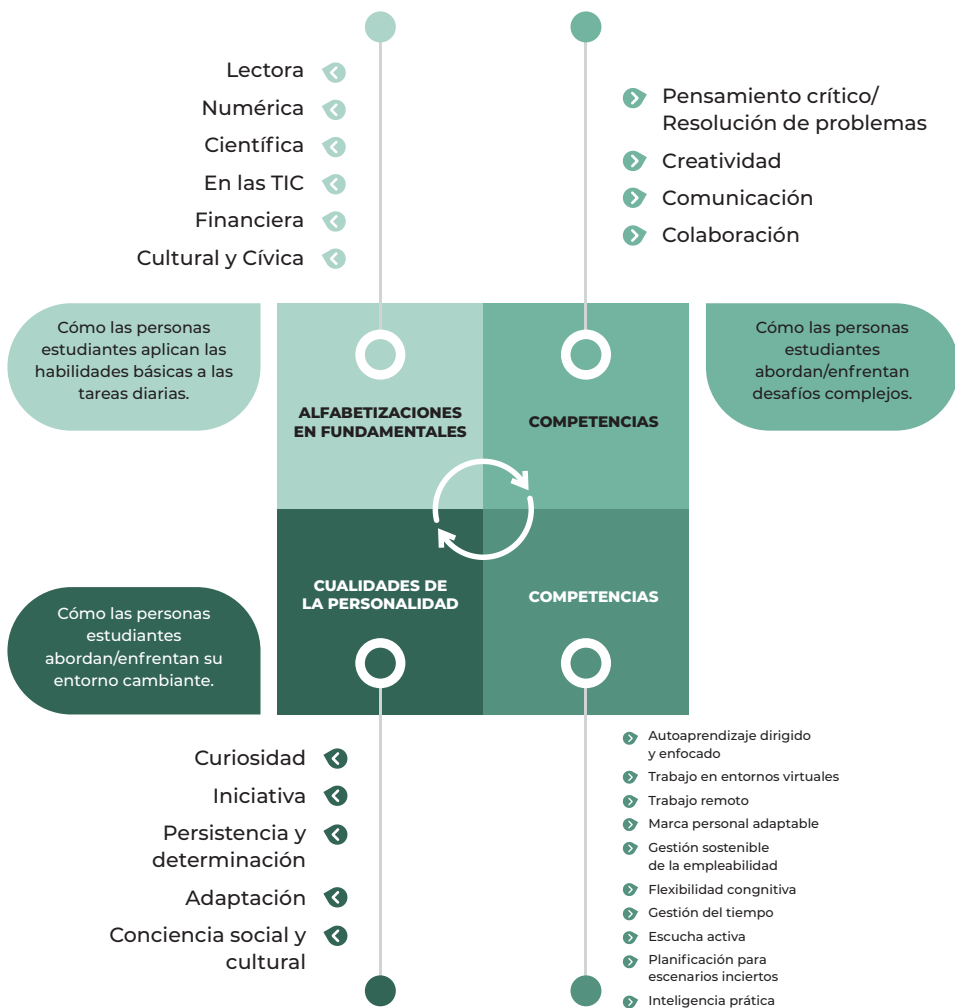 Lectora
Numérica
Científica
En las TIC
Financiera
Cultural y Cívica
Pensamiento crítico/
Resolución de problemas
Creatividad
Comunicación
Colaboración
Cómo las personas
estudiantes aplican las
habilidades básicas a las
tareas diarias.
ALFABETIZACIONES
EN FUNDAMENTALES
COMPETENCIAS
Cómo las personas
estudiantes
abordan/enfrentan
desafíos complejos.
Cómo las personas
estudiantes
abordan/enfrentan su
entorno cambiante.
CUALIDADES DE
LA PERSONALIDAD
COMPETENCIAS
Curiosidad
Iniciativa
Persistencia y
determinación
Adaptación
Conciencia social y
cultural
Autoaprendizaje dirigido
y enfocado
Trabajo en entornos virtuales
Trabajo remoto
Marca personal adaptable
Gestión sostenible
de la empleabilidad
Flexibilidad congnitiva
Gestión del tiempo
Escucha activa
Planificación para
escenarios inciertos
Inteligencia prática